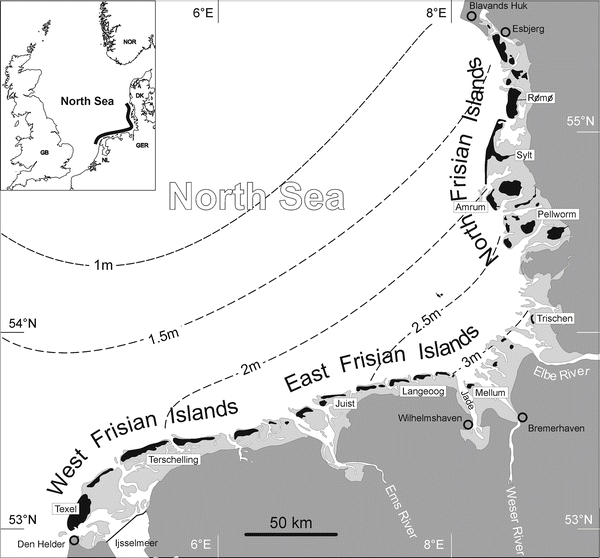 6°E
8°E
Blavands Huk
Esbjerg
NOR
DK
North Sea
GB
NL
GER
Rømø
55°N
North Frisian Islands
Sylt
North Sea
Amrum
Pellworm
1m
1.5m
2m
2.5m
3m
54°N
Trischen
Elbe River
East Frisian Islands
Langeoog
Juist
Jade
Mellum
Wilhelmshaven
Bremerhaven
West Frisian Islands
Terschelling
Texel
Ems River
Weser River
53°N
Den Helder
Ijsselmeer
50 km
6°E
8°E
53°N